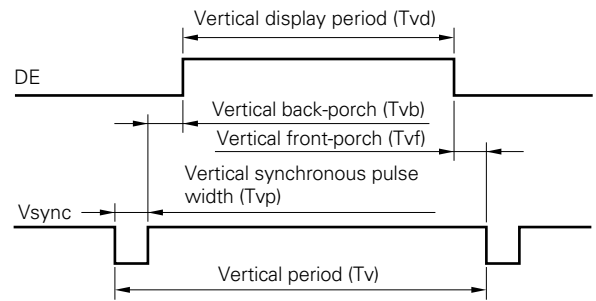 Vertical display period (Tvd)
DE
Vertical back-porch (Tvb)
Vertical front-porch (Tvf)
Vertical synchronous pulse
width (Tvp)
Vsync
Vertical period (Tv)